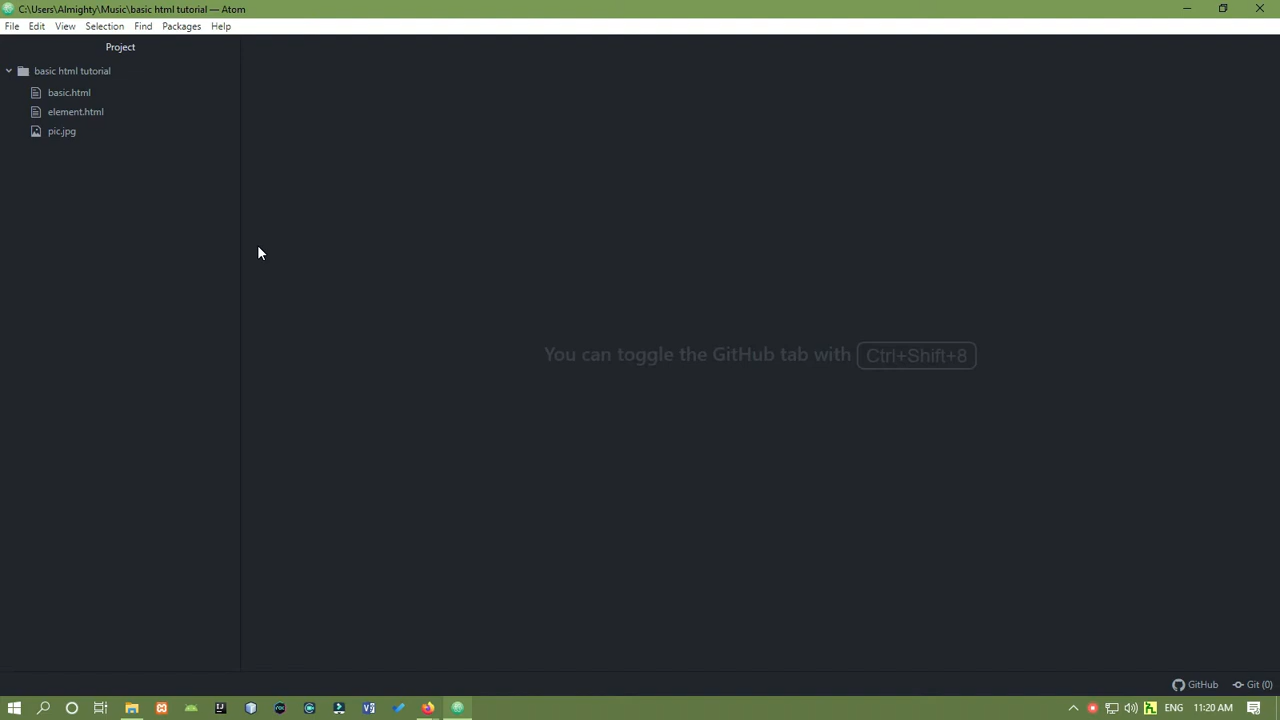 C:\Users\Almighty\Music\basic html tutorial — Atom
File Edit View Selection Find Packages Help
Project
basic html tutorial
basic.html
element.html
pic.jpg
You can toggle the GitHub tab with Ctrl+Shift+8
GitHub Git (0)
ENG 11:20 AM